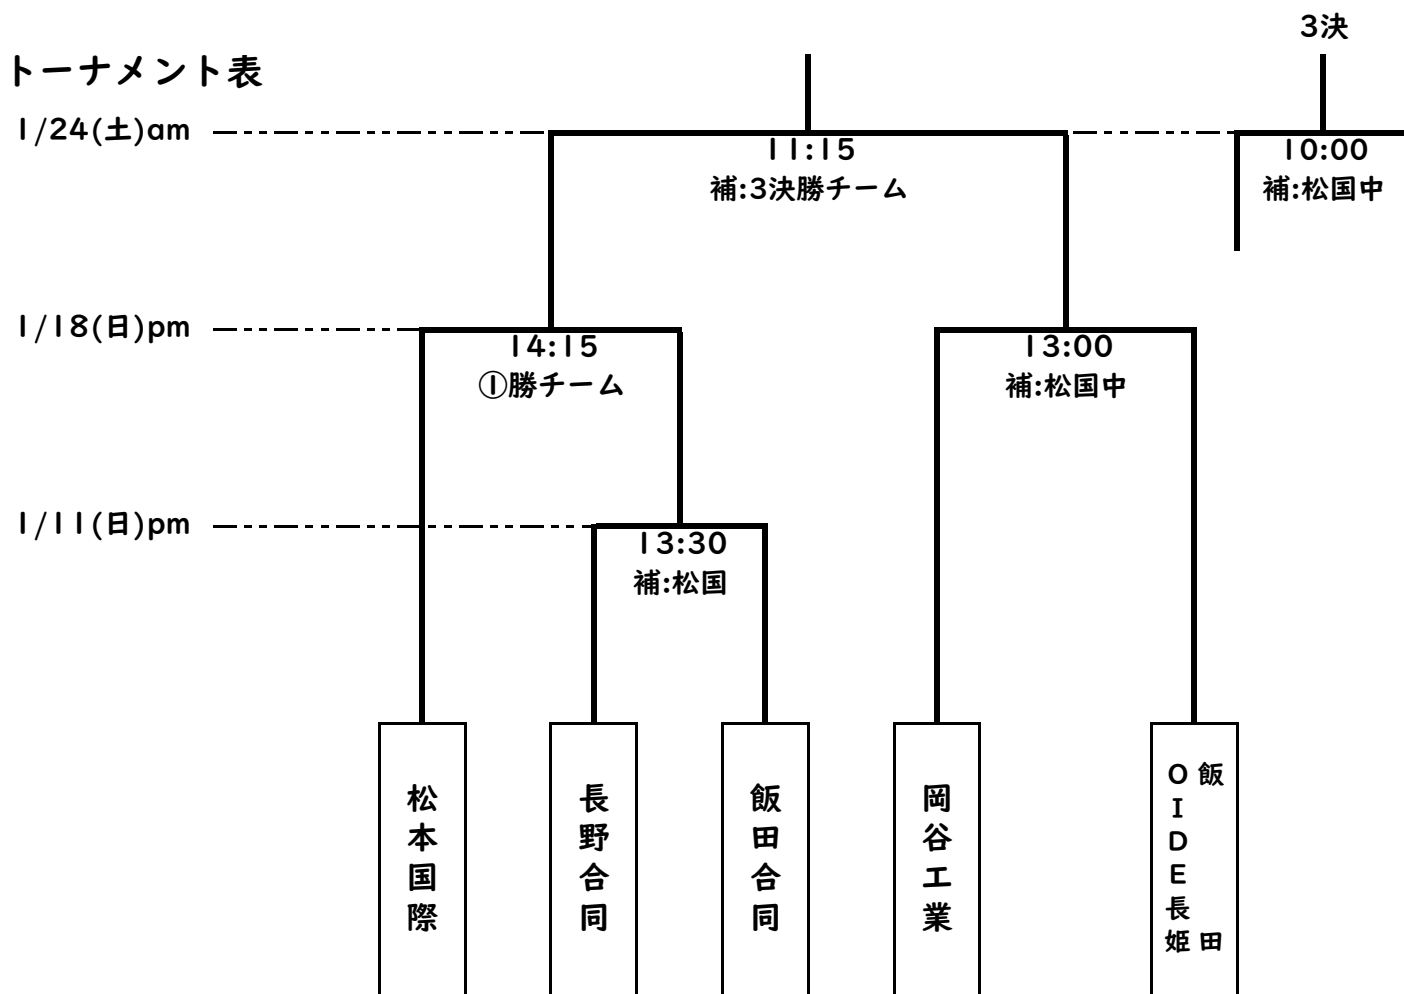 3決
トーナメント表
1/24(土)am
11:15
補:3決勝チーム
10:00
補:松国中
1/18(日)pm
14:15
①勝チーム
13:00
補:松国中
1/11(日)pm
13:30
補:松国
松本国際
長野合同
飯田合同
岡谷工業
飯田
OIDE長姫